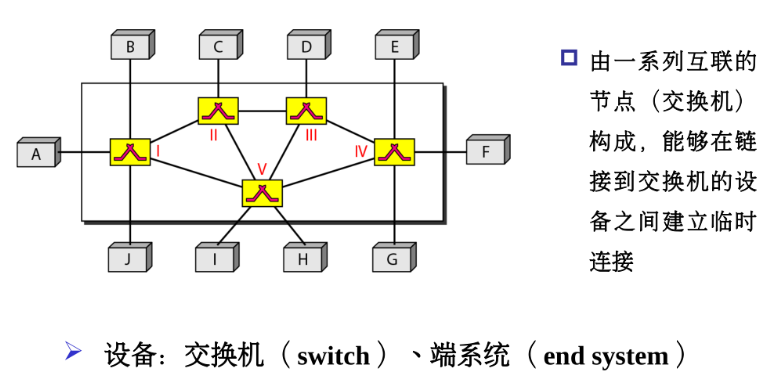 B C D E
A I II III IV F
V
J I H G
由一系列互联的
节点（交换机）
构成，能够在链
接到交换机的设
备之间建立临时
连接
设备：交换机（switch）、端系统（end system）